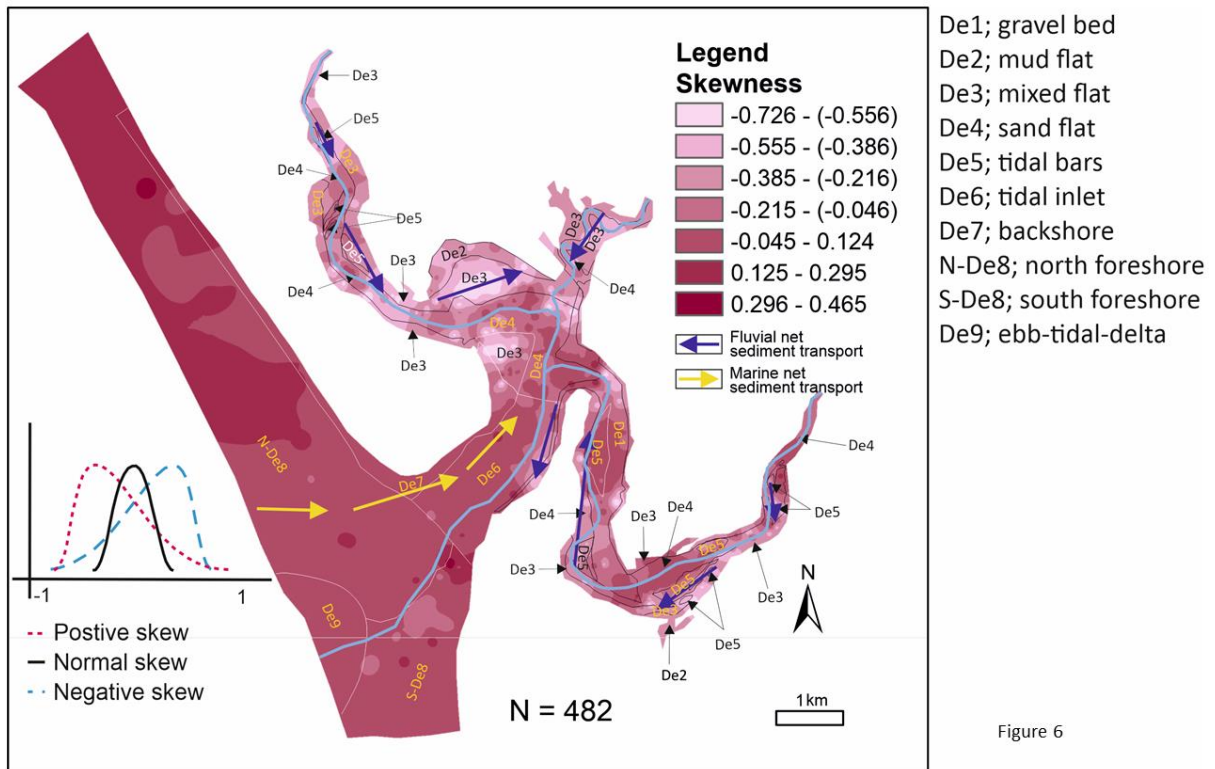 De1; gravel bed
De2; mud flat
De3; mixed flat
De4; sand flat
De5; tidal bars
De6; tidal inlet
De7; backshore
N-De8; north foreshore
S-De8; south foreshore
De9; ebb-tidal-delta
Legend
Skewness
-0.726 - (-0.556)
-0.555 - (-0.386)
-0.385 - (-0.216)
-0.215 - (-0.046)
-0.045 - 0.124
0.125 - 0.295
0.296 - 0.465
Fluvial net
sediment transport
Marine net
sediment transport
De3
De5
De4
De3
De3
De5
De5
De4
De3
De2
De3
De3
De3
De3
De4
De4
De3
De4
De1
De5
De4
De5
De3
De3
De4
De5
De5
De5
De2
De3
De5
De4
N-De8
De7
De6
De9
S-De8
-1
1
Postive skew
Normal skew
Negative skew
N = 482
N
1km
Figure 6